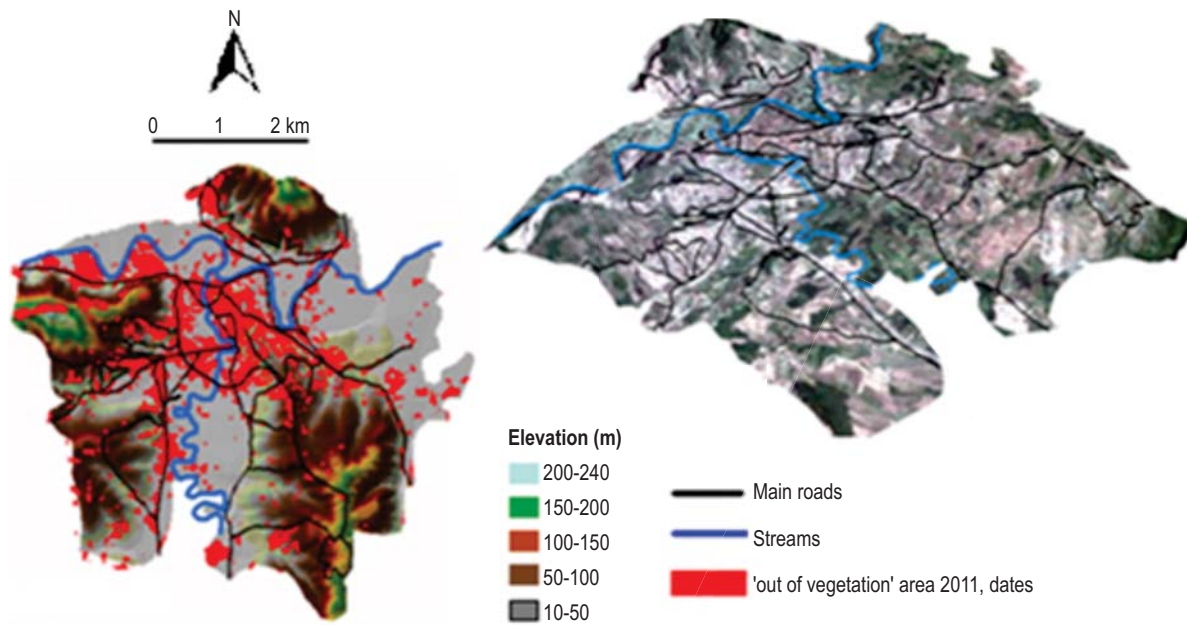 N
0 1 2 km
Elevation (m)
200-240
150-200
100-150
50-100
10-50
Main roads
Streams
'out of vegetation' area 2011, dates